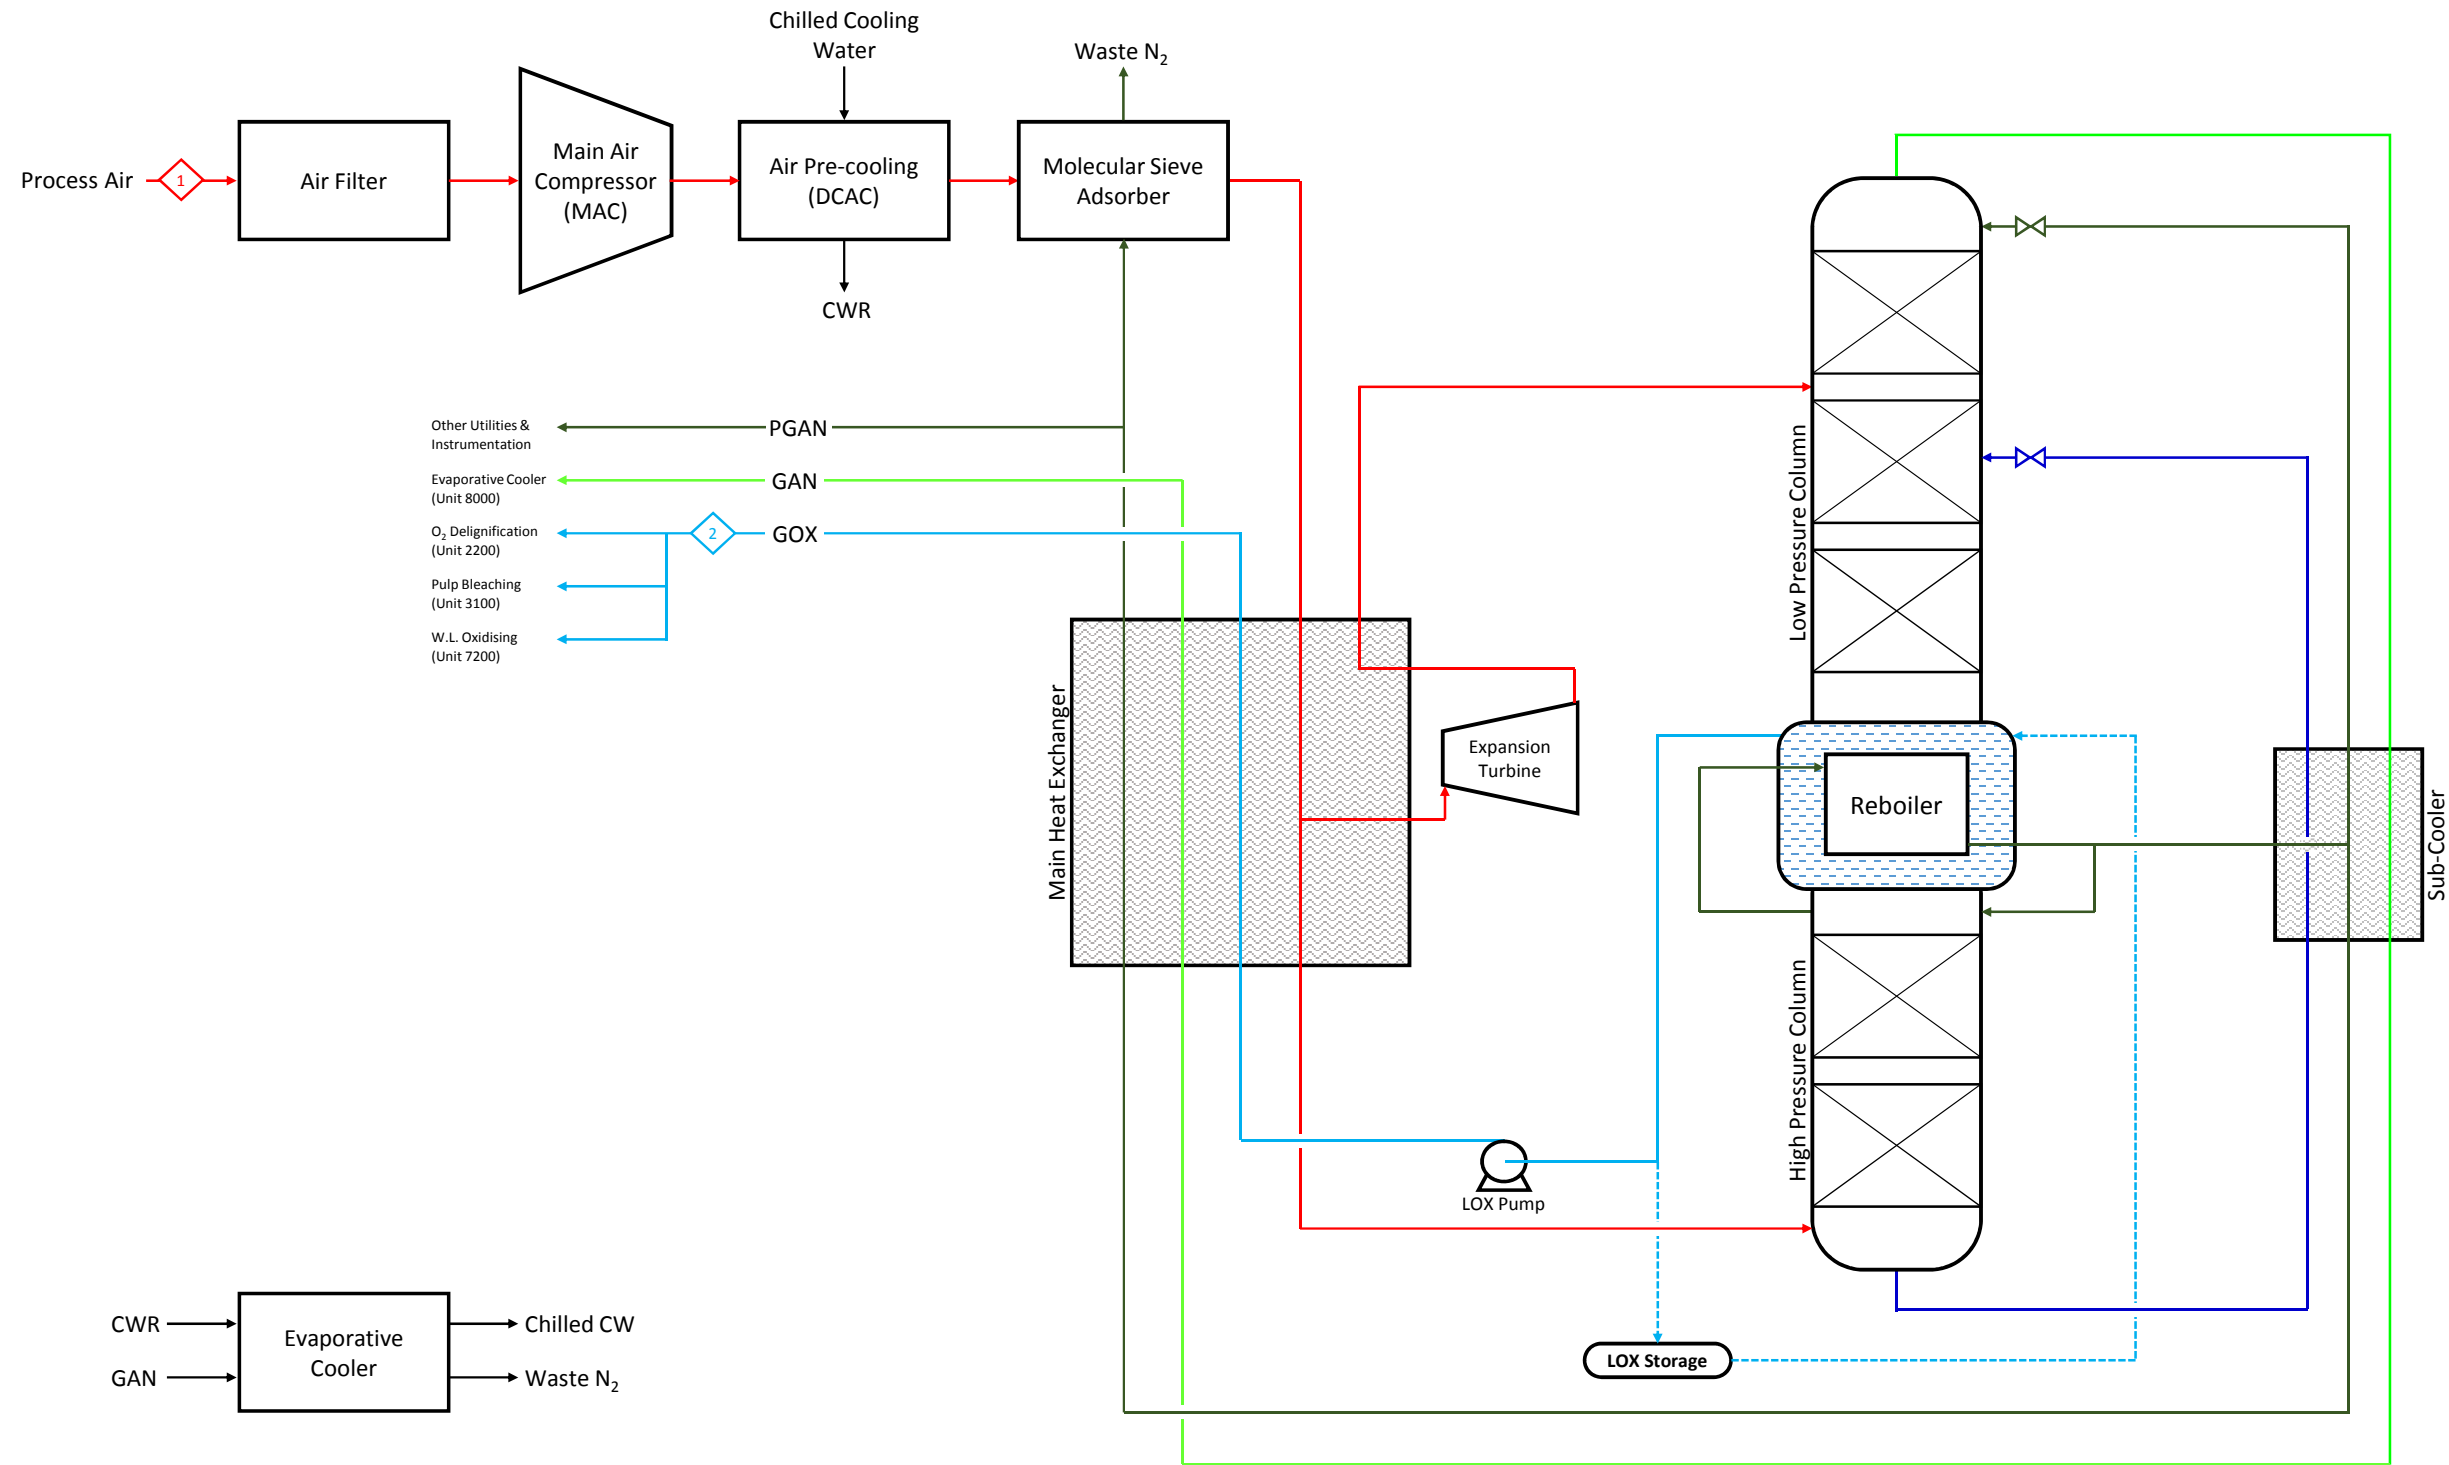 Chilled Cooling
Water
Waste N₂
Process Air
1
Air Filter
Main Air
Compressor
(MAC)
Air Pre-cooling
(DCAC)
Molecular Sieve
Adsorber
CWR
Other Utilities &
Instrumentation
PGAN
Evaporative Cooler
(Unit 8000)
GAN
O₂ Delignification
(Unit 2200)
2
GOX
Pulp Bleaching
(Unit 3100)
W.L. Oxidising
(Unit 7200)
Main Heat Exchanger
Expansion
Turbine
Low Pressure Column
Reboiler
Sub-Cooler
High Pressure Column
LOX Pump
LOX Storage
CWR
GAN
Evaporative
Cooler
Chilled CW
Waste N₂